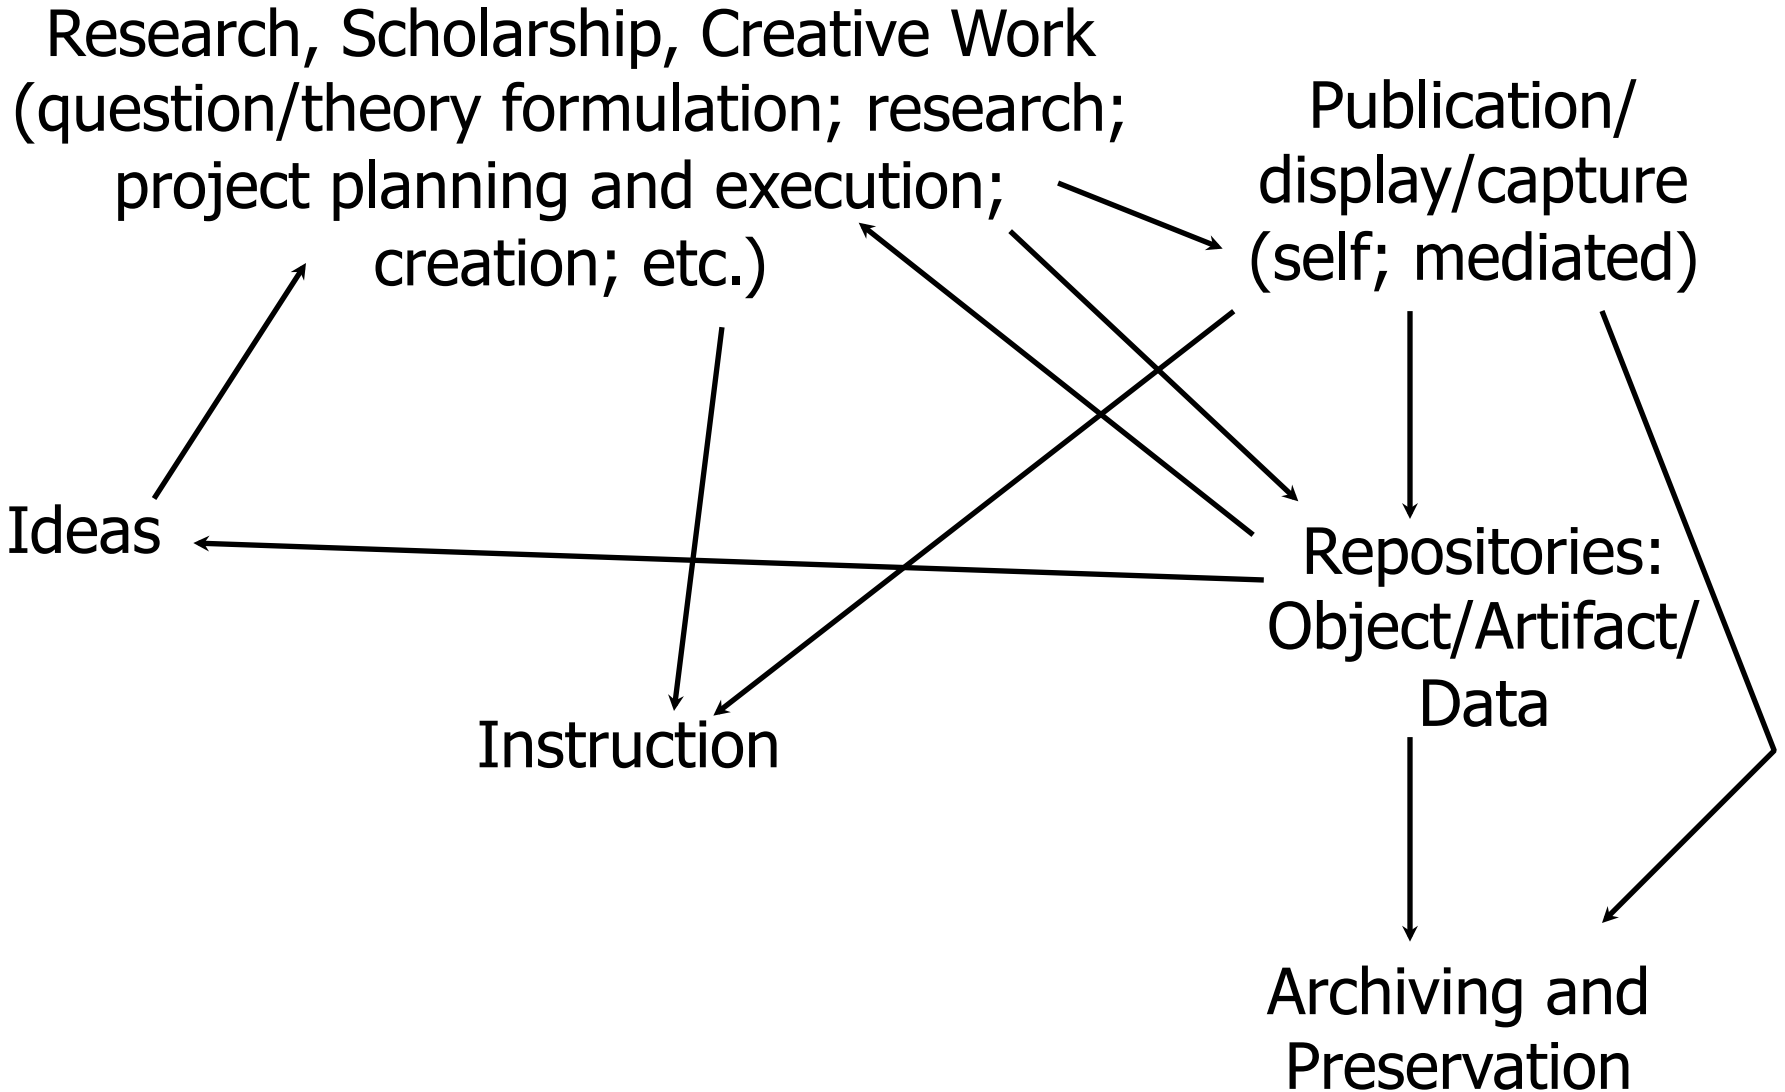 Research, Scholarship, Creative Work
(question/theory formulation; research;
project planning and execution;
creation; etc.)
Publication/
display/capture
(self; mediated)
Ideas
Repositories:
Object/Artifact/
Data
Instruction
Archiving and
Preservation